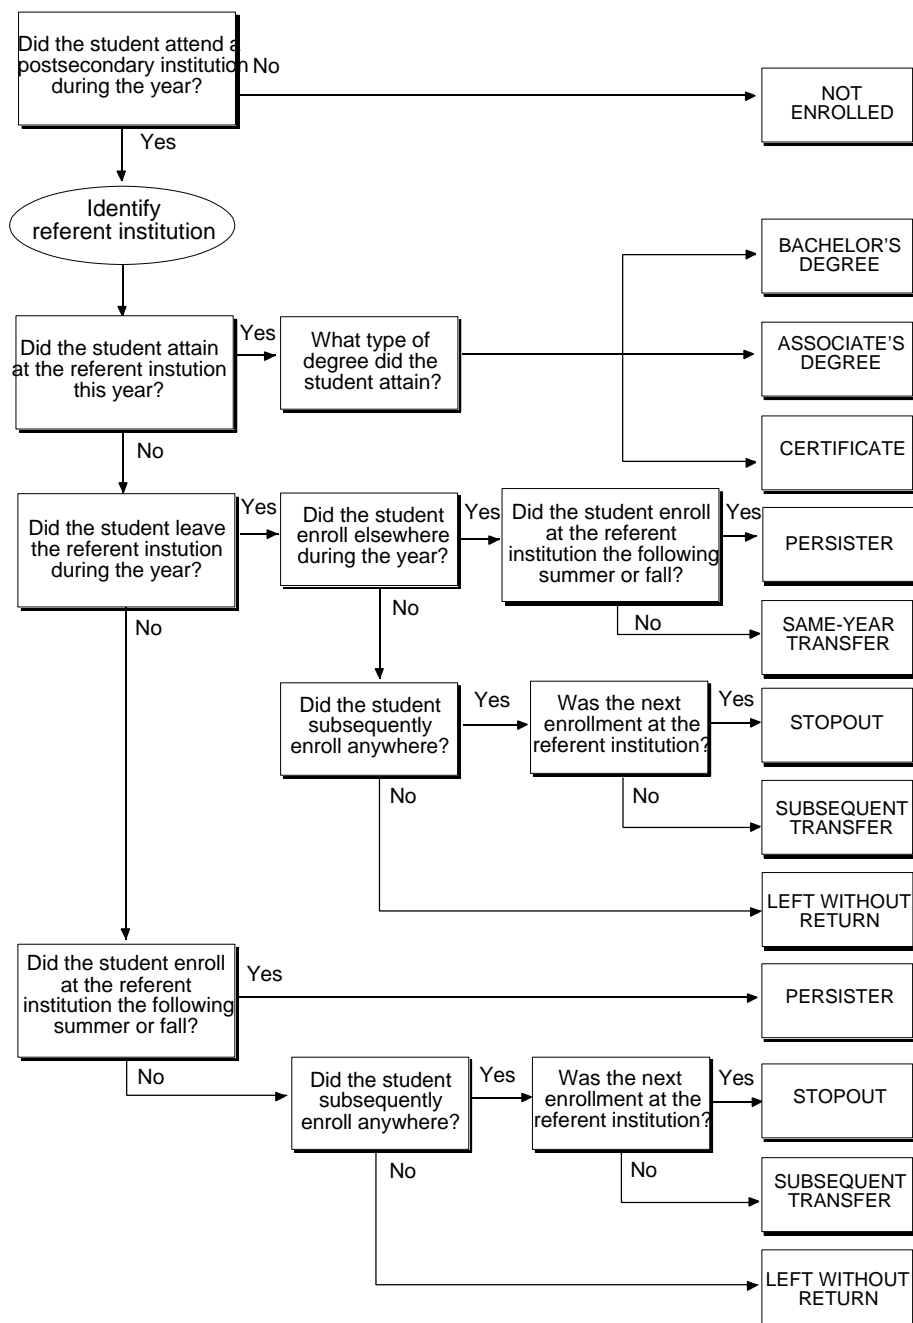 Did the student attend a
postsecondary institution
during the year?
No
NOT
ENROLLED
Yes
Identify
referent institution
BACHELOR'S
DEGREE
Did the student attain
at the referent instution
this year?
Yes
What type of
degree did the
student attain?
ASSOCIATE'S
DEGREE
CERTIFICATE
No
Did the student leave
the referent instution
during the year?
Yes
Did the student
enroll elsewhere
during the year?
Yes
Did the student enroll
at the referent
institution the following
summer or fall?
Yes
PERSISTER
No
SAME-YEAR
TRANSFER
No
Did the student
subsequently
enroll anywhere?
Yes
Was the next
enrollment at the
referent institution?
Yes
STOPOUT
No
SUBSEQUENT
TRANSFER
No
LEFT WITHOUT
RETURN
No
Did the student enroll
at the referent
institution the following
summer or fall?
Yes
PERSISTER
No
Did the student
subsequently
enroll anywhere?
Yes
Was the next
enrollment at the
referent institution?
Yes
STOPOUT
No
SUBSEQUENT
TRANSFER
No
LEFT WITHOUT
RETURN